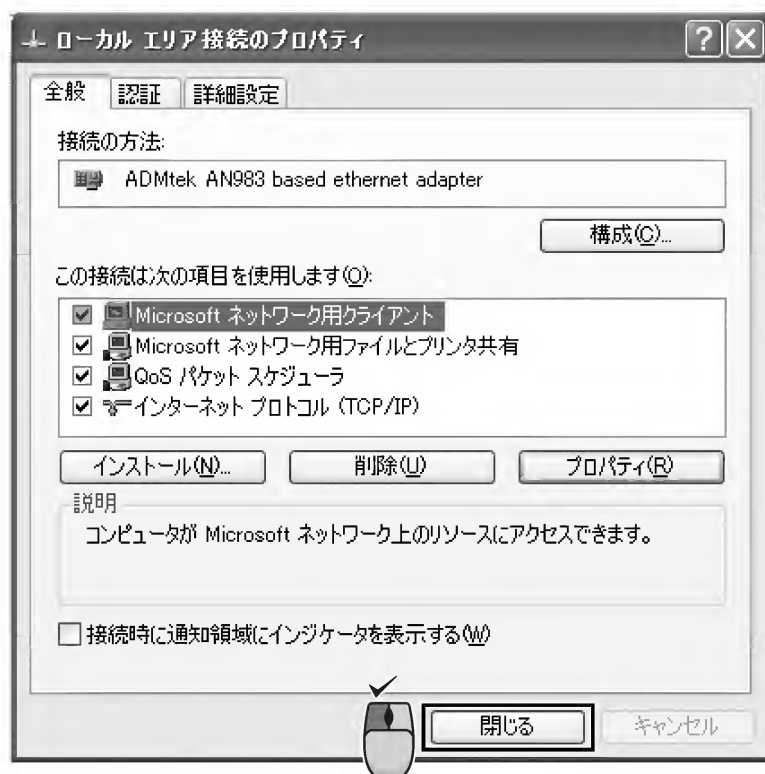 ローカル エリア接続のプロパティ
全般 認証 詳細設定
接続の方法:
ADMtek AN983 based ethernet adapter
構成(C)...
この接続は次の項目を使用します(O):
Microsoft ネットワーク用クライアント
Microsoft ネットワーク用ファイルとプリンタ共有
QoS パケット スケジューラ
インターネット プロトコル (TCP/IP)
インストール(N)... 削除(U) プロパティ(R)
説明
コンピュータが Microsoft ネットワーク上のリソースにアクセスできます。
接続時に通知領域にインジケータを表示する(W)
閉じる キャンセル